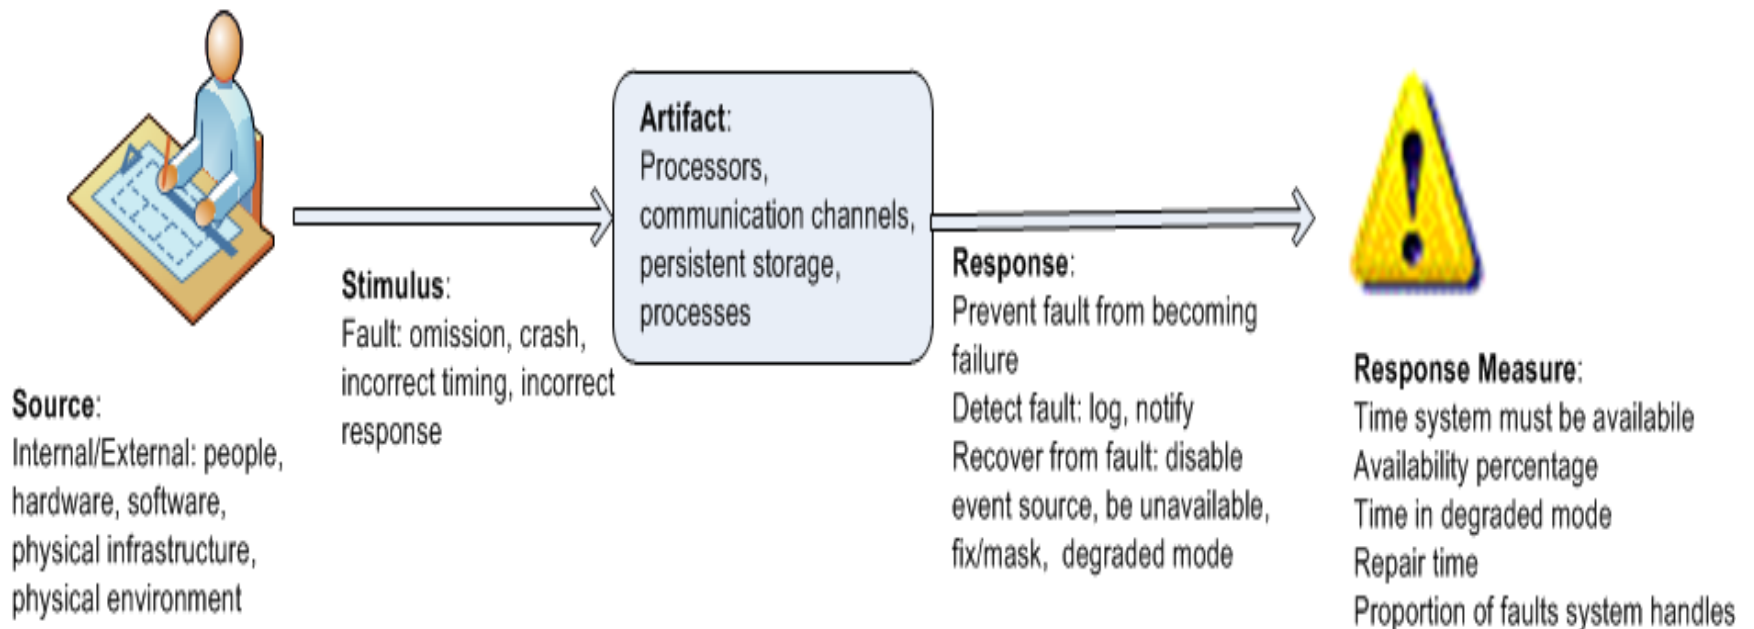 Source:
Internal/External: people,
hardware, software,
physical infrastructure,
physical environment
Stimulus:
Fault: omission, crash,
incorrect timing, incorrect
response
Artifact:
Processors,
communication channels,
persistent storage,
processes
Response:
Prevent fault from becoming
failure
Detect fault: log, notify
Recover from fault: disable
event source, be unavailable,
fix/mask, degraded mode
Response Measure:
Time system must be availabile
Availability percentage
Time in degraded mode
Repair time
Proportion of faults system handles